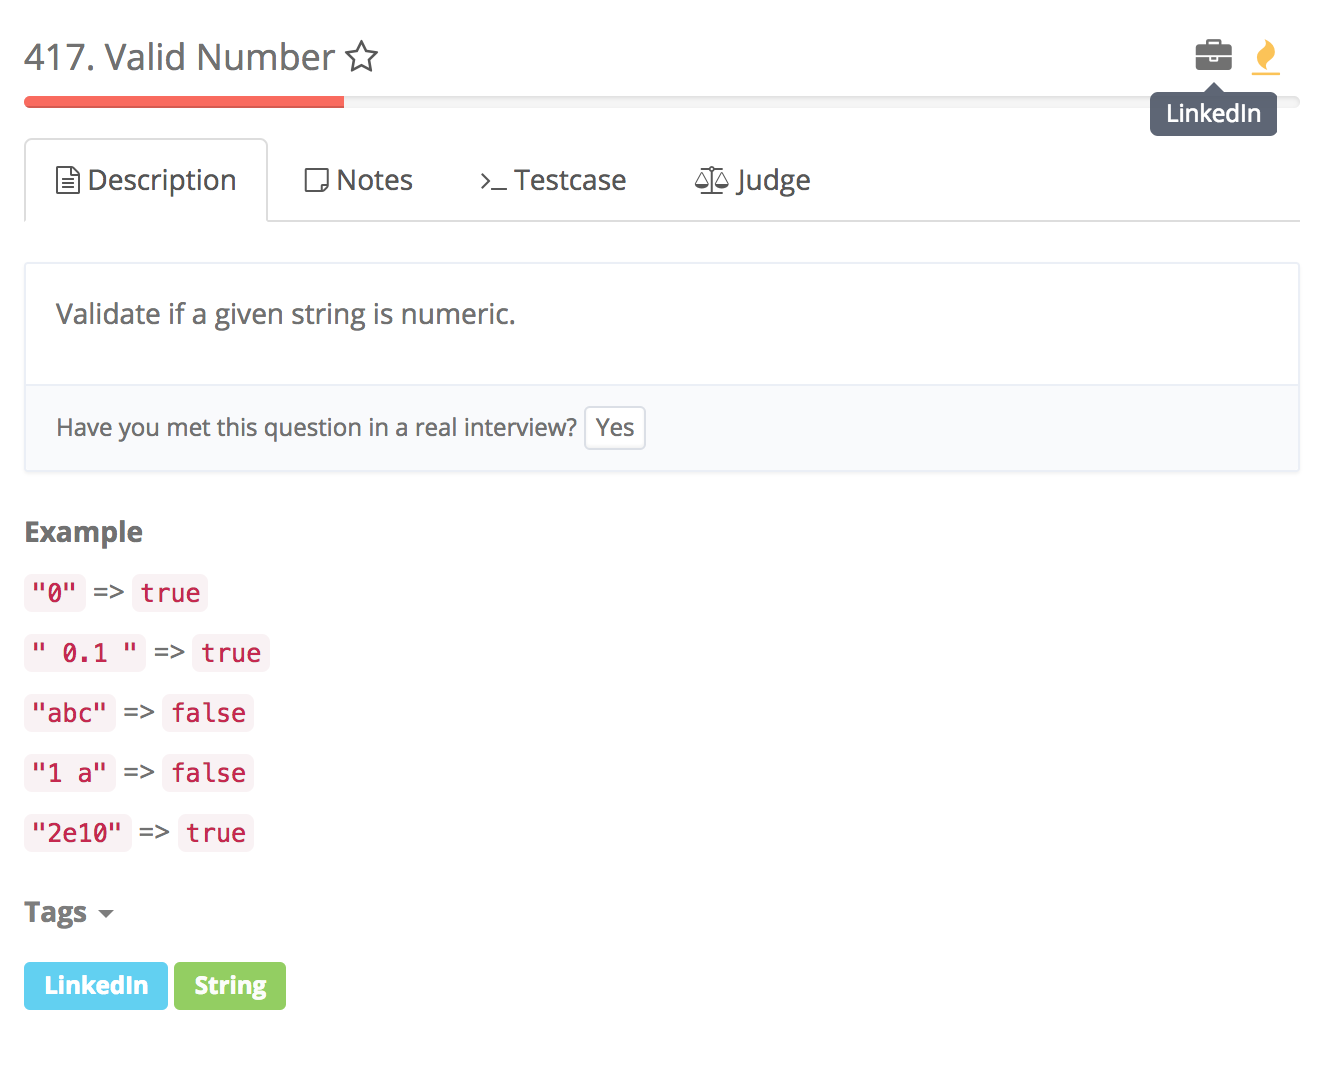 417. Valid Number
LinkedIn
Description Notes >_ Testcase Judge
Validate if a given string is numeric.
Have you met this question in a real interview? Yes
Example
"0" => true
" 0.1 " => true
"abc" => false
"1 a" => false
"2e10" => true
Tags
LinkedIn String